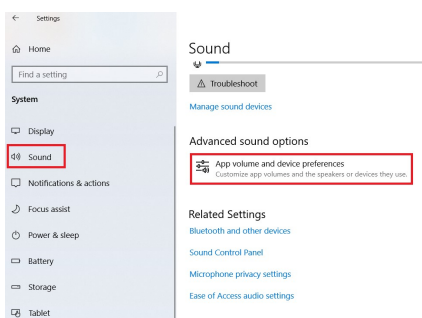 Settings
Home
Find a setting
System
Display
Sound
Notifications & actions
Focus assist
Power & sleep
Battery
Storage
Tablet
Sound
Troubleshoot
Manage sound devices
Advanced sound options
App volume and device preferences
Customize app volumes and the speakers or devices they use.
Related Settings
Bluetooth and other devices
Sound Control Panel
Microphone privacy settings
Ease of Access audio settings